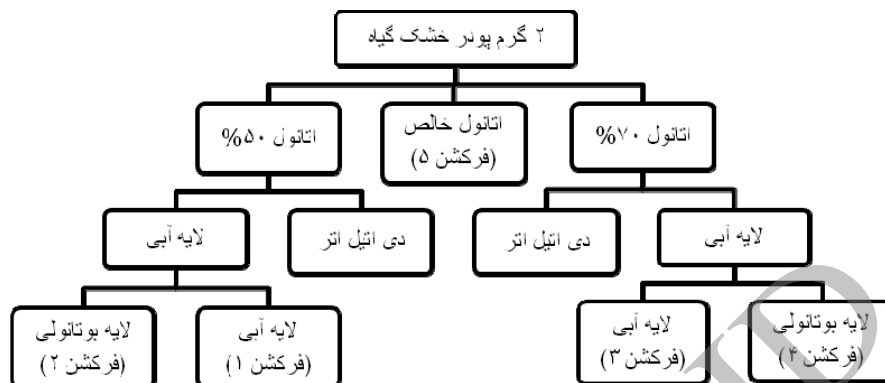 ۲ گرم پودر خشک گیاه
اتانول ۷۰%
اتانول خالص
(فرکشن ۵)
اتانول ۵۰%
لایه آبی
دی اتیل اتر
دی اتیل اتر
لایه آبی
لایه بوتانولی
(فرکشن ۴)
لایه آبی
(فرکشن ۳)
لایه آبی
(فرکشن ۱)
لایه بوتانولی
(فرکشن ۲)